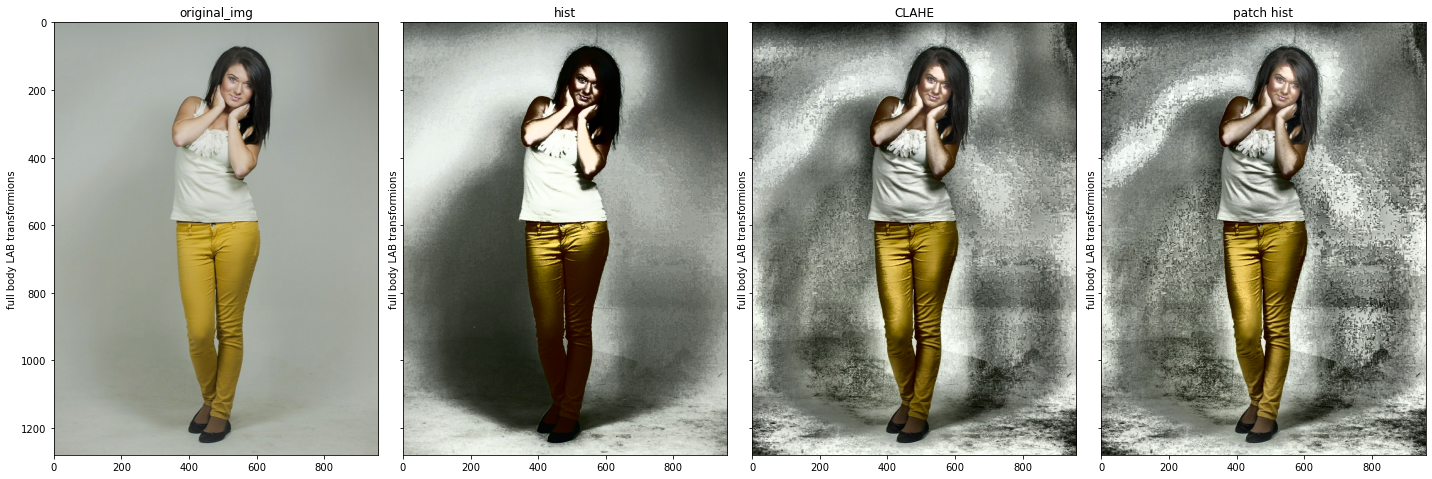 original_img
hist
CLAHE
patch hist
full body LAB transformions
full body LAB transformions
full body LAB transformions
full body LAB transformions
0
200
400
600
800
1000
1200
0 200 400 600 800
0 200 400 600 800
0 200 400 600 800
0 200 400 600 800